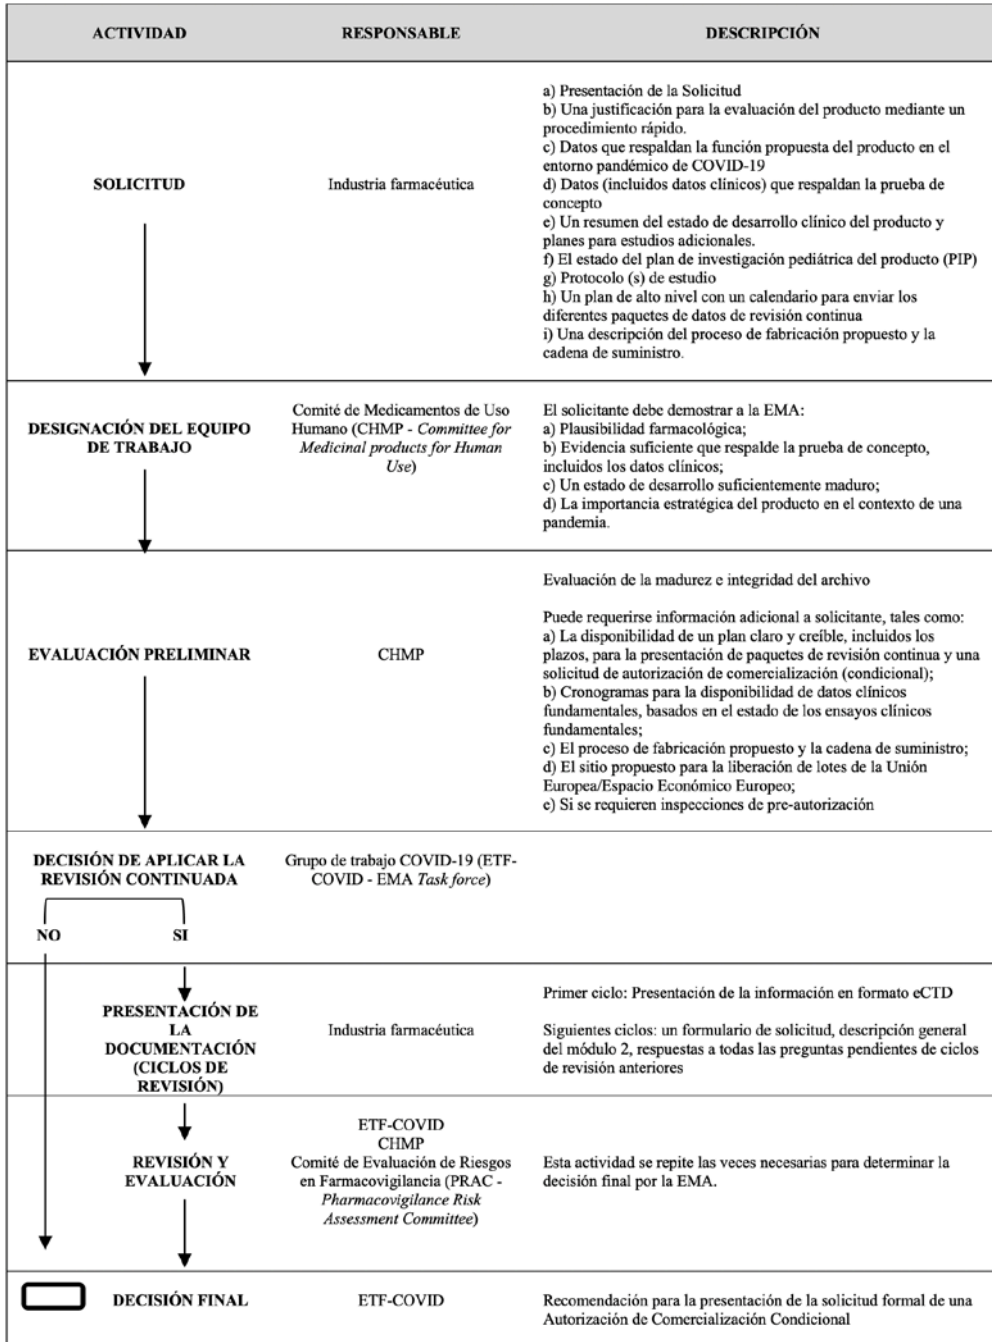 ACTIVIDAD RESPONSABLE DESCRIPCIÓN
SOLICITUD
Industria farmacéutica
a) Presentación de la Solicitud
b) Una justificación para la evaluación del producto mediante un
procedimiento rápido.
c) Datos que respaldan la función propuesta del producto en el
entorno pandémico de COVID-19
d) Datos (incluidos datos clínicos) que respaldan la prueba de
concepto
e) Un resumen del estado de desarrollo clínico del producto y
planes para estudios adicionales.
f) El estado del plan de investigación pediátrica del producto (PIP)
g) Protocolo (s) de estudio
h) Un plan de alto nivel con un calendario para enviar los
diferentes paquetes de datos de revisión continua
i) Una descripción del proceso de fabricación propuesto y la
cadena de suministro.
DESIGNACIÓN DEL EQUIPO
DE TRABAJO
Comité de Medicamentos de Uso
Humano (CHMP - Committee for
Medicinal products for Human
Use)
El solicitante debe demostrar a la EMA:
a) Plausibilidad farmacológica;
b) Evidencia suficiente que respalde la prueba de concepto,
incluidos los datos clínicos;
c) Un estado de desarrollo suficientemente maduro;
d) La importancia estratégica del producto en el contexto de una
pandemia.
EVALUACIÓN PRELIMINAR
CHMP
Evaluación de la madurez e integridad del archivo
Puede requerirse información adicional a solicitante, tales como:
a) La disponibilidad de un plan claro y creíble, incluidos los
plazos, para la presentación de paquetes de revisión continua y una
solicitud de autorización de comercialización (condicional);
b) Cronogramas para la disponibilidad de datos clínicos
fundamentales, basados en el estado de los ensayos clínicos
fundamentales;
c) El proceso de fabricación propuesto y la cadena de suministro;
d) El sitio propuesto para la liberación de lotes de la Unión
Europea/Espacio Económico Europeo;
e) Si se requieren inspecciones de pre-autorización
DECISIÓN DE APLICAR LA
REVISIÓN CONTINUADA
Grupo de trabajo COVID-19 (ETF-
COVID - EMA Task force)
NO SI
PRESENTACIÓN DE
LA
DOCUMENTACIÓN
(CICLOS DE
REVISIÓN)
Industria farmacéutica
Primer ciclo: Presentación de la información en formato eCTD
Siguientes ciclos: un formulario de solicitud, descripción general
del módulo 2, respuestas a todas las preguntas pendientes de ciclos
de revisión anteriores
REVISIÓN Y
EVALUACIÓN
ETF-COVID
CHMP
Comité de Evaluación de Riesgos
en Farmacovigilancia (PRAC -
Pharmacovigilance Risk
Assessment Committee)
Esta actividad se repite las veces necesarias para determinar la
decisión final por la EMA.
DECISIÓN FINAL
ETF-COVID
Recomendación para la presentación de la solicitud formal de una
Autorización de Comercialización Condicional